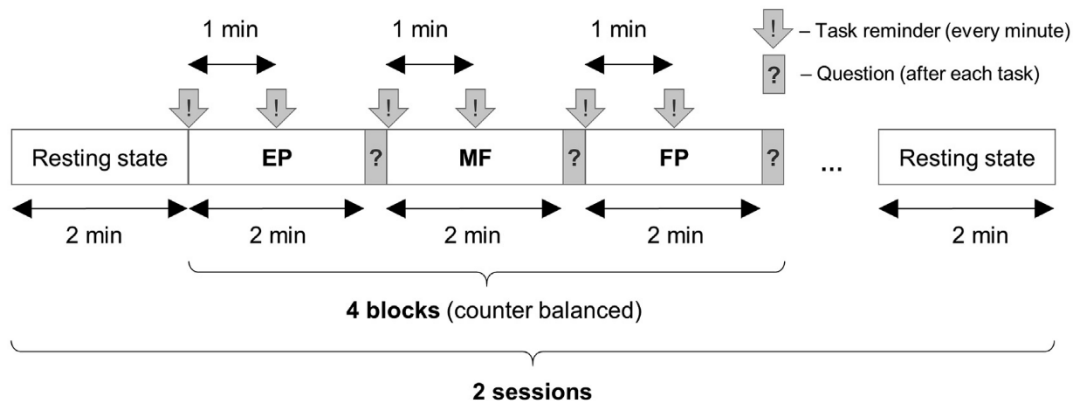 1 min 1 min 1 min
! – Task reminder (every minute)
? – Question (after each task)
! ! ! ! ! !
Resting state EP ? MF ? FP ? ... Resting state
2 min 2 min 2 min 2 min 2 min
4 blocks (counter balanced)
2 sessions